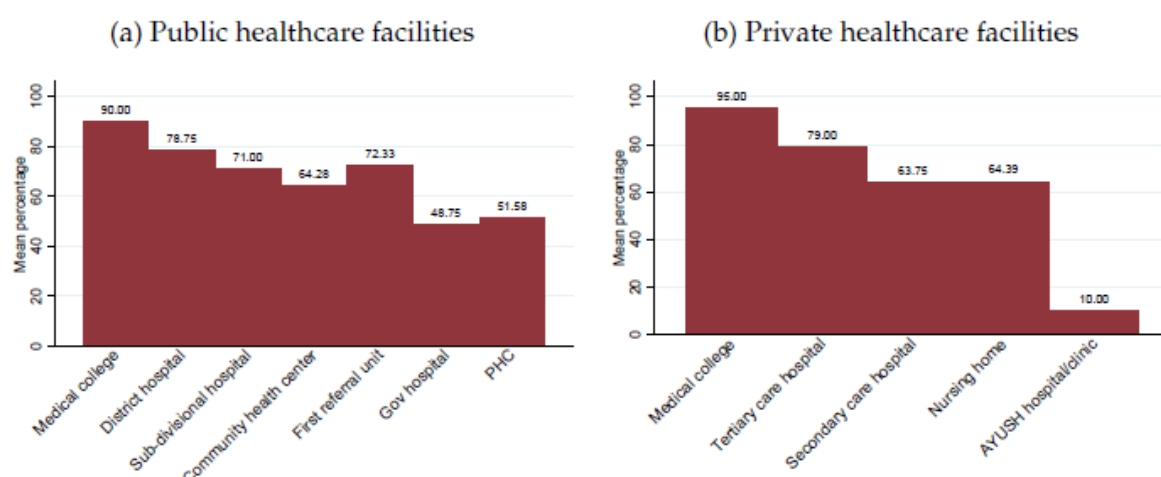 (a) Public healthcare facilities
Mean percentage
100
80
60
40
20
0
90.00
78.75
71.00
64.28
72.33
48.75
51.58
Medical college
District hospital
Sub-divisional hospital
Community health center
First referral unit
Gov hospital
PHC
(b) Private healthcare facilities
Mean percentage
100
80
60
40
20
0
95.00
79.00
63.75
64.39
10.00
Medical college
Tertiary care hospital
Secondary care hospital
Nursing home
AYUSH hospital/clinic